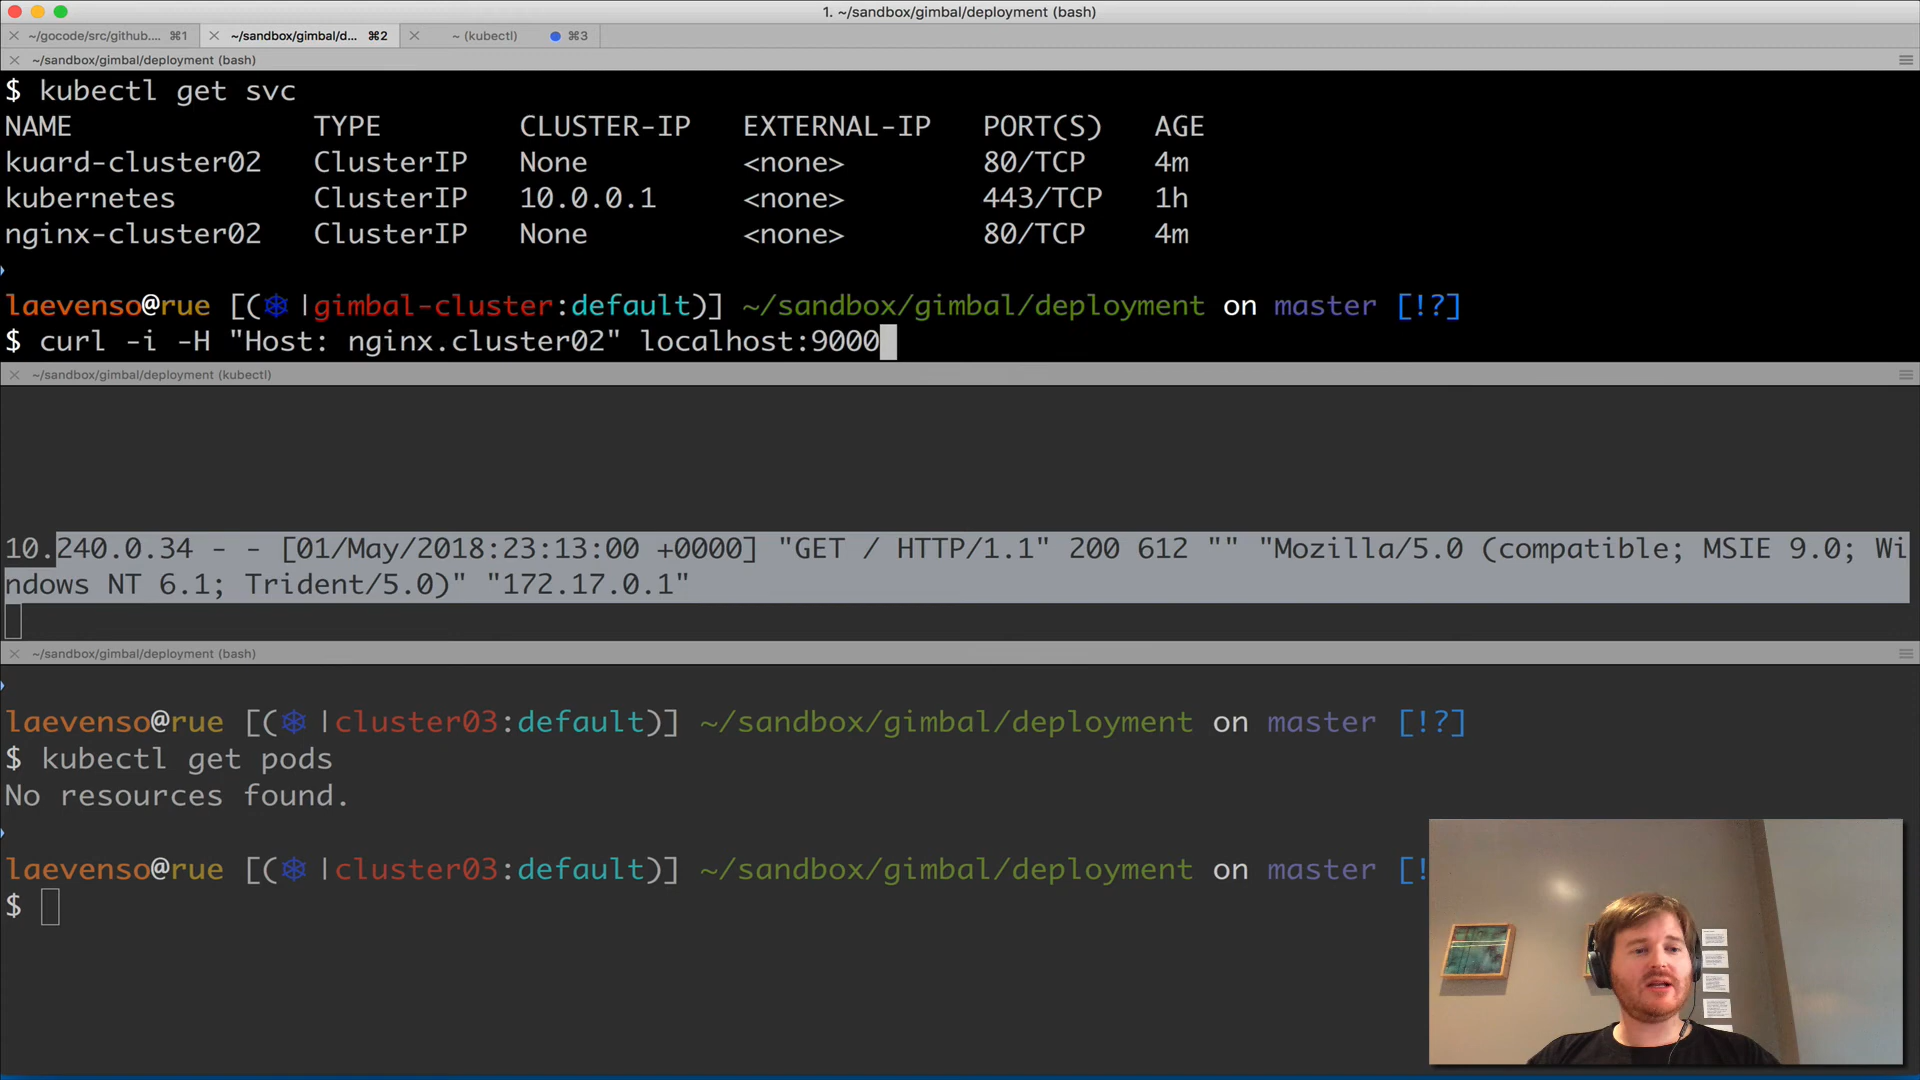 1. ~/sandbox/gimbal/deployment (bash)
~/gocode/src/github.... ⌘1 ~/sandbox/gimbal/d... ⌘2 ~ (kubectl) ⌘3
~/sandbox/gimbal/deployment (bash)
$ kubectl get svc
NAME TYPE CLUSTER-IP EXTERNAL-IP PORT(S) AGE
kuard-cluster02 ClusterIP None <none> 80/TCP 4m
kubernetes ClusterIP 10.0.0.1 <none> 443/TCP 1h
nginx-cluster02 ClusterIP None <none> 80/TCP 4m
laevenso@rue [(⎈ |gimbal-cluster:default)] ~/sandbox/gimbal/deployment on master [!?]
$ curl -i -H "Host: nginx.cluster02" localhost:9000
~/sandbox/gimbal/deployment (kubectl)
10.240.0.34 - - [01/May/2018:23:13:00 +0000] "GET / HTTP/1.1" 200 612 "" "Mozilla/5.0 (compatible; MSIE 9.0; Wi
ndows NT 6.1; Trident/5.0)" "172.17.0.1"
~/sandbox/gimbal/deployment (bash)
laevenso@rue [(⎈ |cluster03:default)] ~/sandbox/gimbal/deployment on master [!?]
$ kubectl get pods
No resources found.
laevenso@rue [(⎈ |cluster03:default)] ~/sandbox/gimbal/deployment on master [!
$